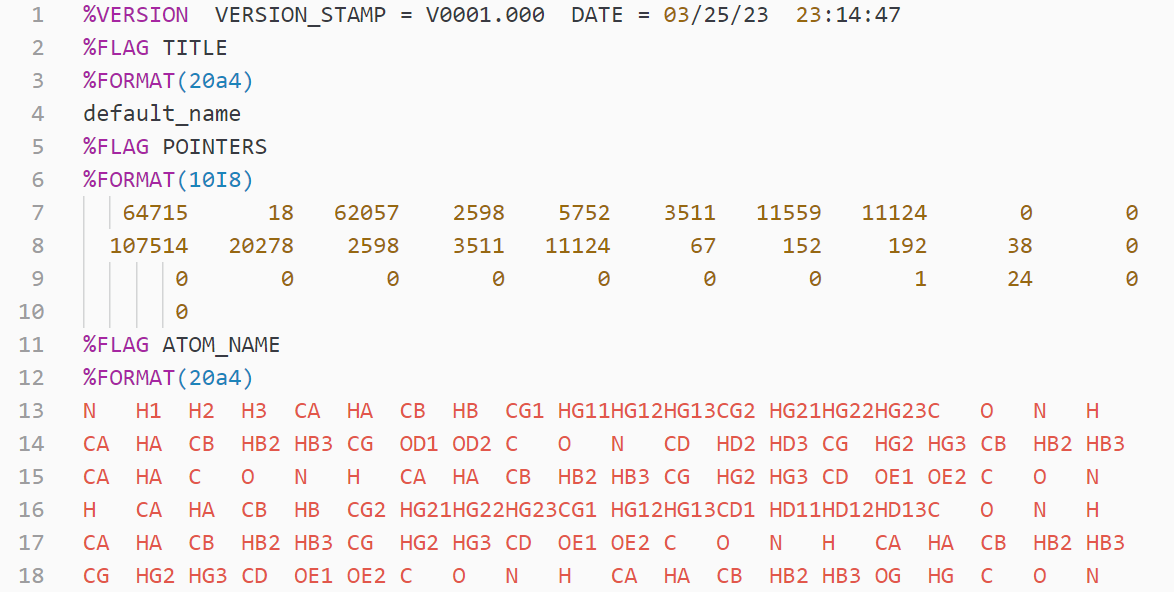 1 %VERSION  VERSION_STAMP = V0001.000  DATE = 03/25/23  23:14:47
2 %FLAG TITLE
3 %FORMAT(20a4)
4 default_name
5 %FLAG POINTERS
6 %FORMAT(10I8)
7    64715      18   62057    2598    5752    3511   11559   11124       0       0
8   107514   20278    2598    3511   11124      67     152     192      38       0
9        0       0       0       0       0       0       0       1      24       0
10        0
11 %FLAG ATOM_NAME
12 %FORMAT(20a4)
13 N   H1  H2  H3  CA  HA  CB  HB  CG1 HG11HG12HG13CG2 HG21HG22HG23C   O   N   H
14 CA  HA  CB  HB2 HB3 CG  OD1 OD2 C   O   N   CD  HD2 HD3 CG  HG2 HG3 CB  HB2 HB3
15 CA  HA  C   O   N   H   CA  HA  CB  HB2 HB3 CG  HG2 HG3 CD  OE1 OE2 C   O   N
16 H   CA  HA  CB  HB  CG2 HG21HG22HG23CG1 HG12HG13CD1 HD11HD12HD13C   O   N   H
17 CA  HA  CB  HB2 HB3 CG  HG2 HG3 CD  OE1 OE2 C   O   N   H   CA  HA  CB  HB2 HB3
18 CG  HG2 HG3 CD  OE1 OE2 C   O   N   H   CA  HA  CB  HB2 HB3 OG  HG  C   O   N